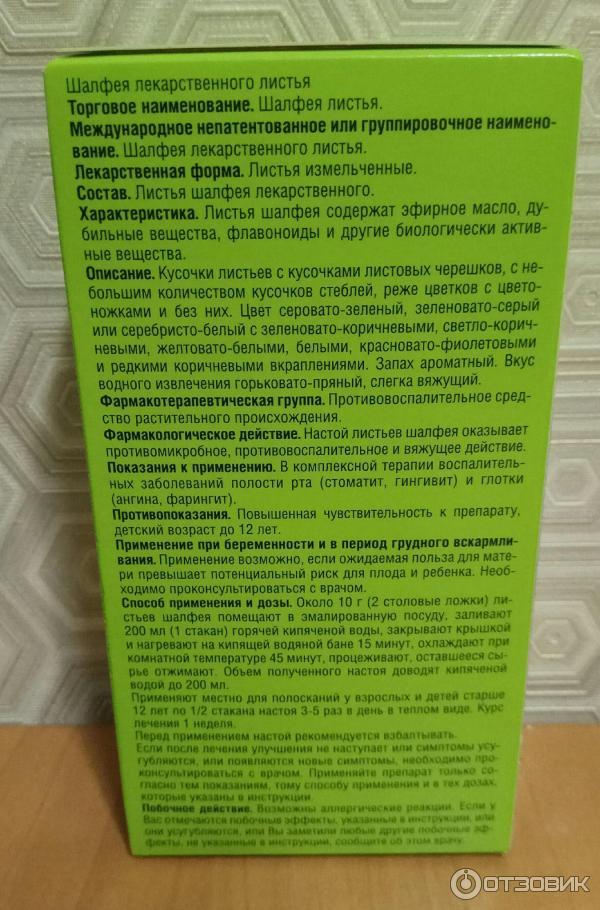 Шалфея лекарственного листья
Торговое наименование. Шалфея листья.
Международное непатентованное или группировочное наимено-
вание. Шалфея лекарственного листья.
Лекарственная форма. Листья измельченные.
Состав. Листья шалфея лекарственного.
Характеристика. Листья шалфея содержат эфирное масло, ду-
бильные вещества, флавоноиды и другие биологически актив-
ные вещества.
Описание. Кусочки листьев с кусочками листовых черешков, с не-
большим количеством кусочков стеблей, реже цветков с цвето-
ножками и без них. Цвет серовато-зеленый, зеленовато-серый
или серебристо-белый с зеленовато-коричневыми, светло-корич-
невыми, желтовато-белыми, белыми, красновато-фиолетовыми
и редкими коричневыми вкраплениями. Запах ароматный. Вкус
водного извлечения горьковато-пряный, слегка вяжущий.
Фармакотерапевтическая группа. Противовоспалительное сред-
ство растительного происхождения.
Фармакологическое действие. Настой листьев шалфея оказывает
противомикробное, противовоспалительное и вяжущее действие.
Показания к применению. В комплексной терапии воспалитель-
ных заболеваний полости рта (стоматит, гингивит) и глотки
(ангина, фарингит).
Противопоказания. Повышенная чувствительность к препарату,
детский возраст до 12 лет.
Применение при беременности и в период грудного вскармли-
вания. Применение возможно, если ожидаемая польза для мате-
ри превышает потенциальный риск для плода и ребенка. Необ-
ходимо проконсультироваться с врачом.
Способ применения и дозы. Около 10 г (2 столовые ложки) ли-
стьев шалфея помещают в эмалированную посуду, заливают
200 мл (1 стакан) горячей кипяченой воды, закрывают крышкой
и нагревают на кипящей водяной бане 15 минут, охлаждают при
комнатной температуре 45 минут, процеживают, оставшееся сы-
рье отжимают. Объем полученного настоя доводят кипяченой
водой до 200 мл.
Применяют местно для полосканий у взрослых и детей старше
12 лет по 1/2 стакана настоя 3-5 раз в день в теплом виде. Курс
лечения 1 неделя.
Перед применением настой рекомендуется взбалтывать.
Если после лечения улучшения не наступает или симптомы усу-
губляются, или появляются новые симптомы, необходимо про-
консультироваться с врачом. Применяйте препарат только со-
гласно тем показаниям, тому способу применения и в тех дозах,
которые указаны в инструкции.
Побочное действие. Возможны аллергические реакции. Если у
Вас отмечаются побочные эффекты, указанные в инструкции, или
они усугубляются, или Вы заметили любые другие побочные эф-
фекты, не указанные в инструкции, сообщите об этом врачу.
ОТЗОВИК